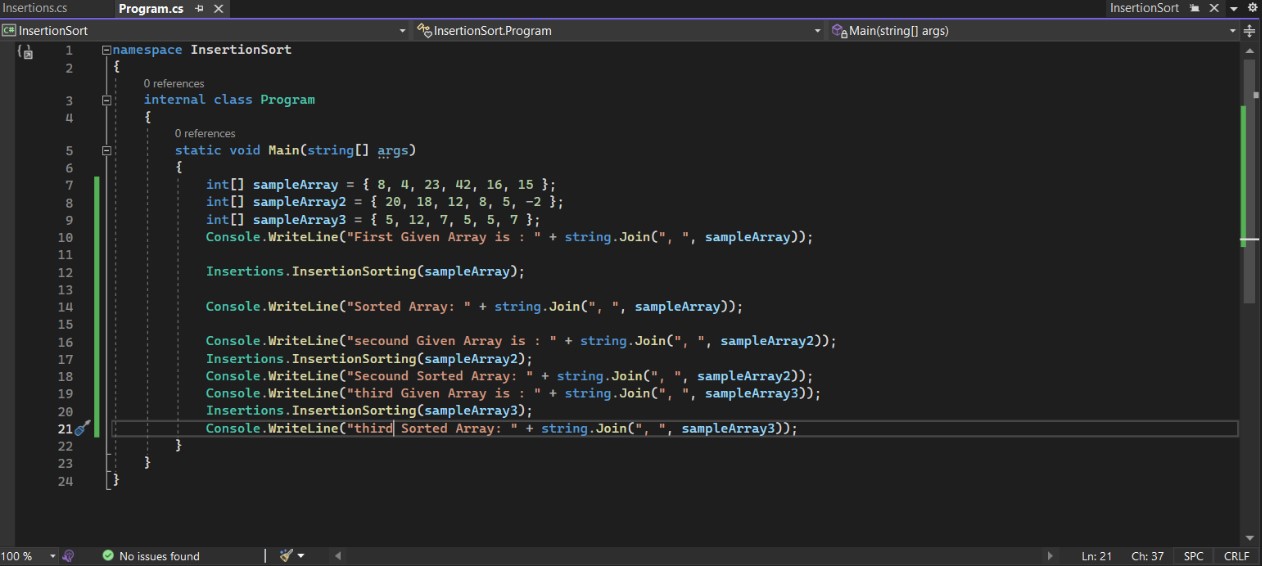 Insertions.cs Program.cs InsertionSort
InsertionSort InsertionSort.Program Main(string[] args)
1 namespace InsertionSort
2 {
0 references
3 internal class Program
4 {
0 references
5 static void Main(string[] args)
6 {
7 int[] sampleArray = { 8, 4, 23, 42, 16, 15 };
8 int[] sampleArray2 = { 20, 18, 12, 8, 5, -2 };
9 int[] sampleArray3 = { 5, 12, 7, 5, 5, 7 };
10 Console.WriteLine("First Given Array is : " + string.Join(", ", sampleArray));
11
12 Insertions.InsertionSorting(sampleArray);
13
14 Console.WriteLine("Sorted Array: " + string.Join(", ", sampleArray));
15
16 Console.WriteLine("secound Given Array is : " + string.Join(", ", sampleArray2));
17 Insertions.InsertionSorting(sampleArray2);
18 Console.WriteLine("Secound Sorted Array: " + string.Join(", ", sampleArray2));
19 Console.WriteLine("third Given Array is : " + string.Join(", ", sampleArray3));
20 Insertions.InsertionSorting(sampleArray3);
21 Console.WriteLine("third Sorted Array: " + string.Join(", ", sampleArray3));
22 }
23 }
24 }
100 % No issues found Ln: 21 Ch: 37 SPC CRLF